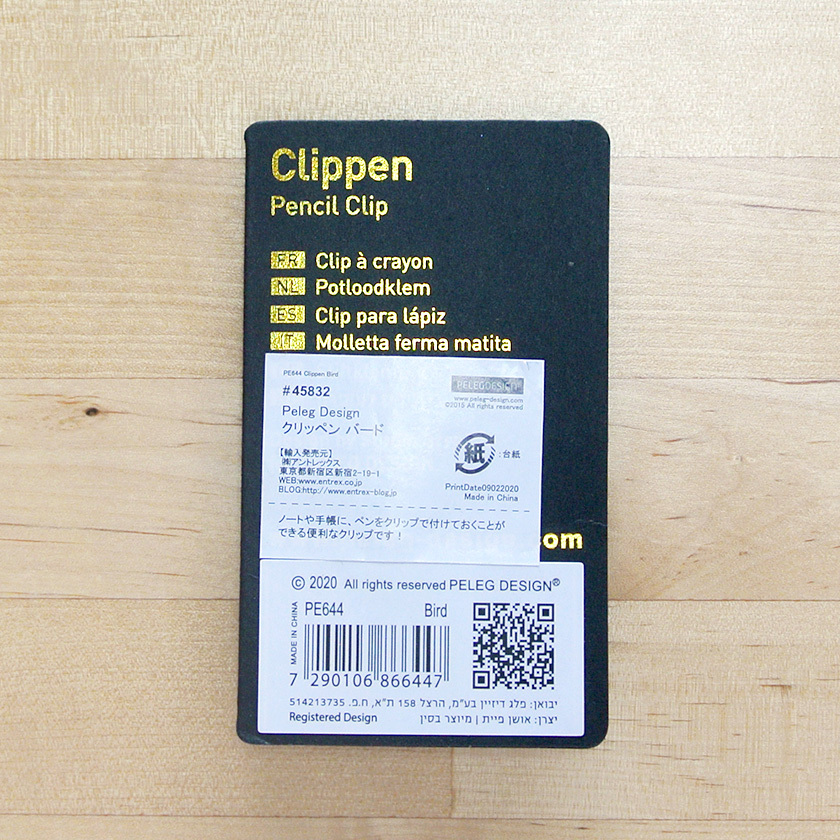 Clippen
Pencil Clip
FR Clip à crayon
NL Potloodklem
ES Clip para lápiz
IT Molletta ferma matita
PE644 Clippen Bird
#45832
Peleg Design
クリッペン バード
PELEGDESIGN
www.peleg-design.com
©2015 All rights reserved
【輸入発売元】
㈱アントレックス
東京都新宿区新宿2-19-1
WEB:www.entrex.co.jp
BLOG:http://www.entrex-blog.jp
紙 :台紙
PrintDate09022020
Made in China
ノートや手帳に、ペンをクリップで付けておくことが
できる便利なクリップです！
.com
© 2020 All rights reserved PELEG DESIGN®
MADE IN CHINA
PE644 Bird
7 290106 866447
יבואן: פלג דיזיין בע"מ, הרצל 158 ת"א, ח.פ. 514213735
Registered Design
יצרן: אושן פיית | מיוצר בסין